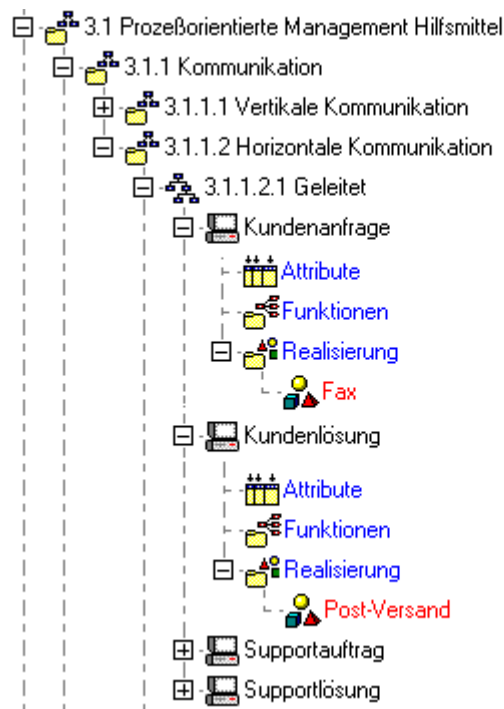 3.1 Prozeßorientierte Management Hilfsmittel
3.1.1 Kommunikation
3.1.1.1 Vertikale Kommunikation
3.1.1.2 Horizontale Kommunikation
3.1.1.2.1 Geleitet
Kundenanfrage
Attribute
Funktionen
Realisierung
Fax
Kundenlösung
Attribute
Funktionen
Realisierung
Post-Versand
Supportauftrag
Supportlösung